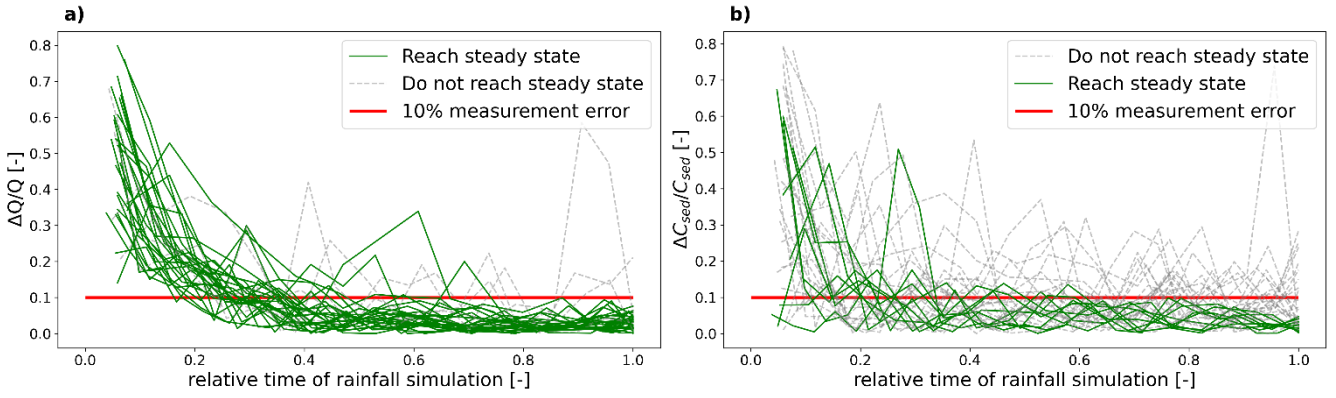 a)
ΔQ/Q [-]
0.8
0.7
0.6
0.5
0.4
0.3
0.2
0.1
0.0
Reach steady state
Do not reach steady state
10% measurement error
0.0 0.2 0.4 0.6 0.8 1.0
relative time of rainfall simulation [-]
b)
ΔC_sed/C_sed [-]
0.8
0.7
0.6
0.5
0.4
0.3
0.2
0.1
0.0
Do not reach steady state
Reach steady state
10% measurement error
0.0 0.2 0.4 0.6 0.8 1.0
relative time of rainfall simulation [-]